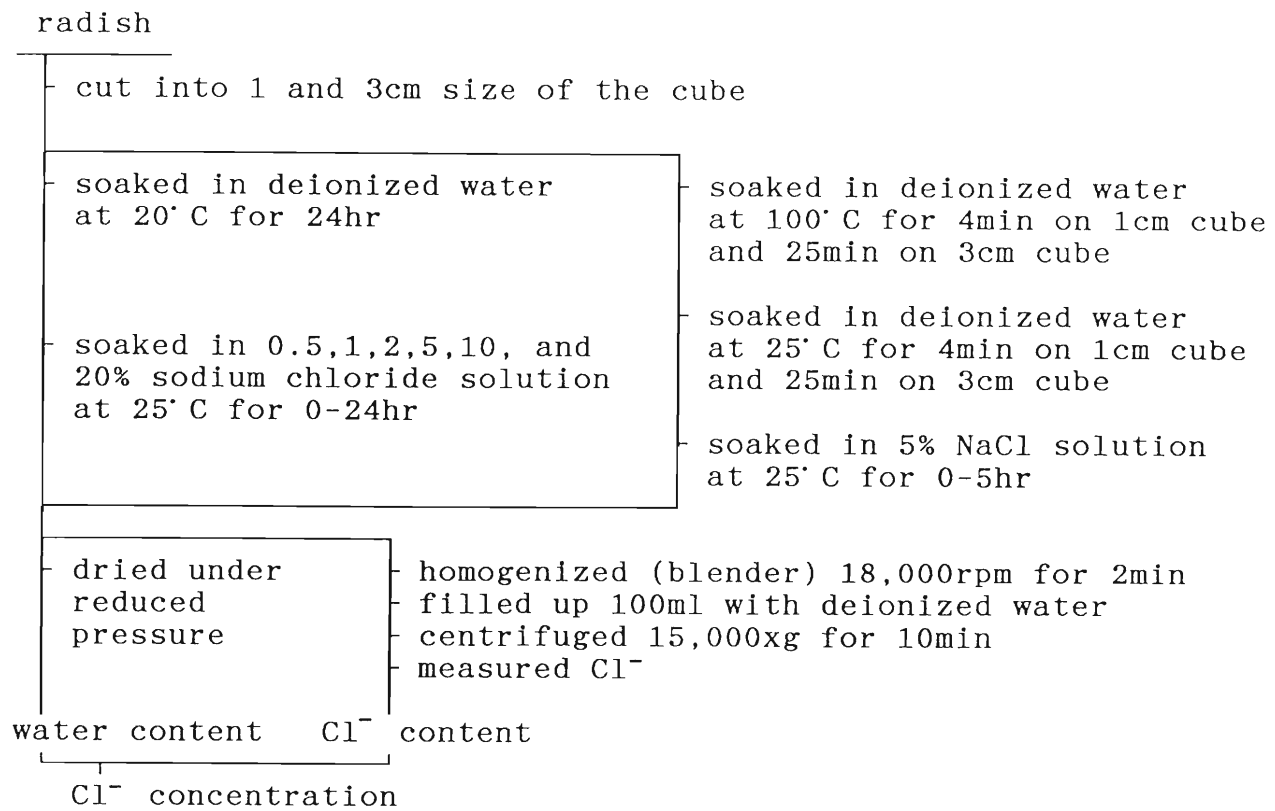 radish
cut into 1 and 3cm size of the cube
soaked in deionized water
at 20°C for 24hr
soaked in 0.5,1,2,5,10, and
20% sodium chloride solution
at 25°C for 0-24hr
soaked in deionized water
at 100°C for 4min on 1cm cube
and 25min on 3cm cube
soaked in deionized water
at 25°C for 4min on 1cm cube
and 25min on 3cm cube
soaked in 5% NaCl solution
at 25°C for 0-5hr
dried under
reduced
pressure
homogenized (blender) 18,000rpm for 2min
filled up 100ml with deionized water
centrifuged 15,000xg for 10min
measured Cl⁻
water content Cl⁻ content
Cl⁻ concentration